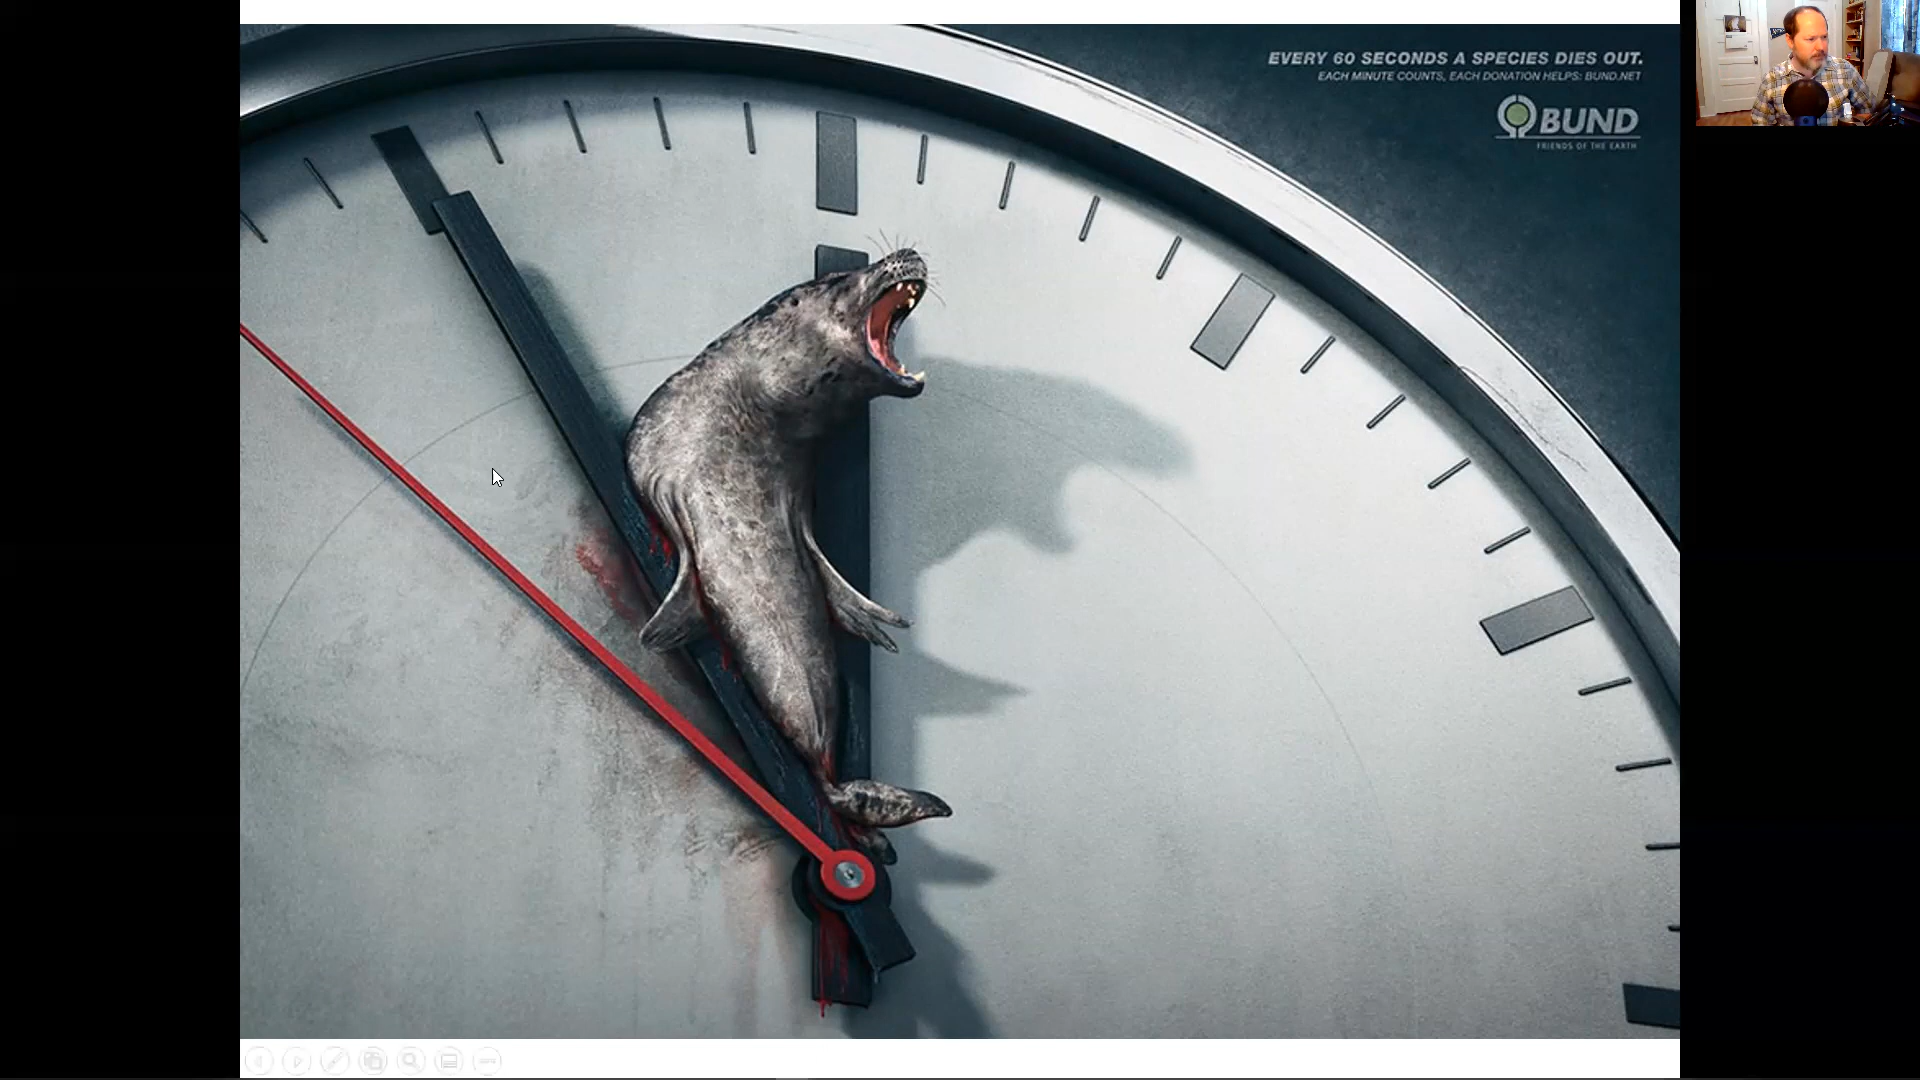 EVERY 60 SECONDS A SPECIES DIES OUT.
EACH MINUTE COUNTS, EACH DONATION HELPS: BUND.NET
BUND
FRIENDS OF THE EARTH